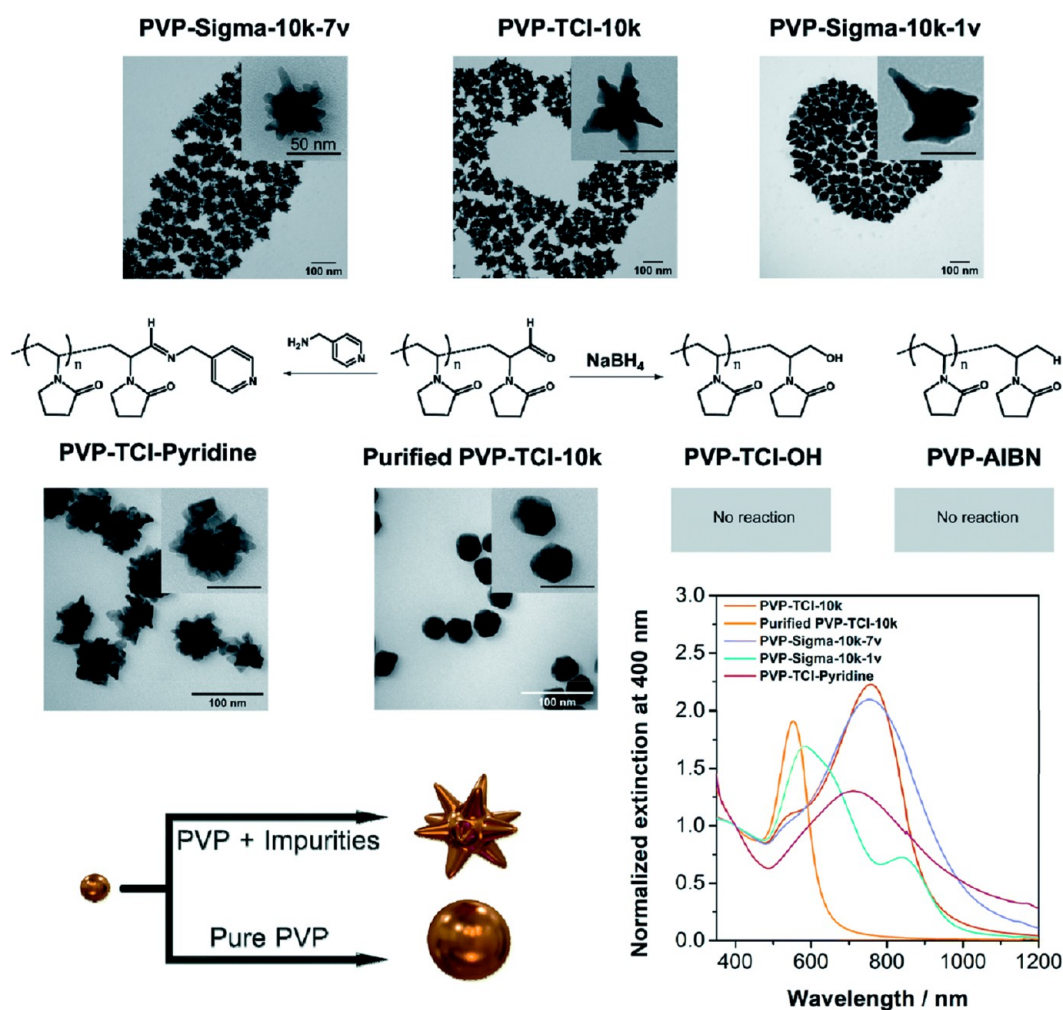 PVP-Sigma-10k-7v
PVP-TCI-10k
PVP-Sigma-10k-1v
50 nm
100 nm
100 nm
100 nm
H
N
N
O
N
O
n
N
H2N
N
H
O
N
O
N
O
n
NaBH4
OH
N
O
N
O
n
H
N
O
N
O
n
PVP-TCI-Pyridine
Purified PVP-TCI-10k
PVP-TCI-OH
PVP-AIBN
No reaction
No reaction
100 nm
100 nm
PVP + Impurities
Pure PVP
Normalized extinction at 400 nm
3.0
2.5
2.0
1.5
1.0
0.5
0.0
PVP-TCI-10k
Purified PVP-TCI-10k
PVP-Sigma-10k-7v
PVP-Sigma-10k-1v
PVP-TCI-Pyridine
400
600
800
1000
1200
Wavelength / nm